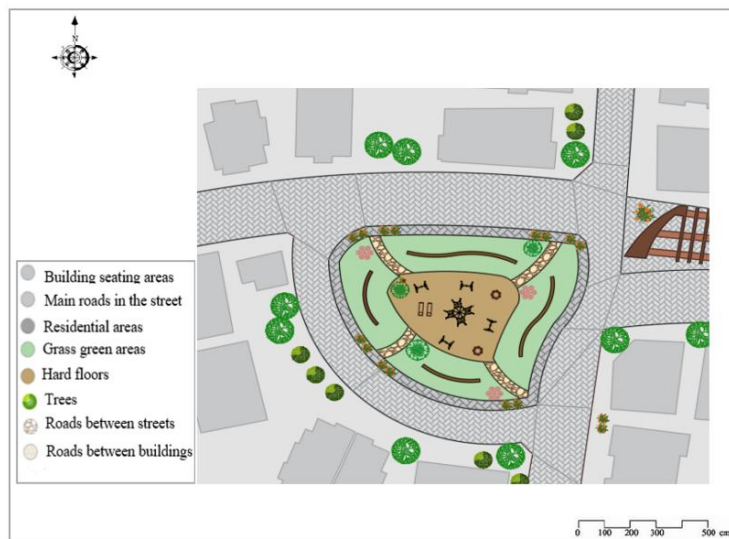 N
Building seating areas
Main roads in the street
Residential areas
Grass green areas
Hard floors
Trees
Roads between streets
Roads between buildings
0 100 200 300 500 cm